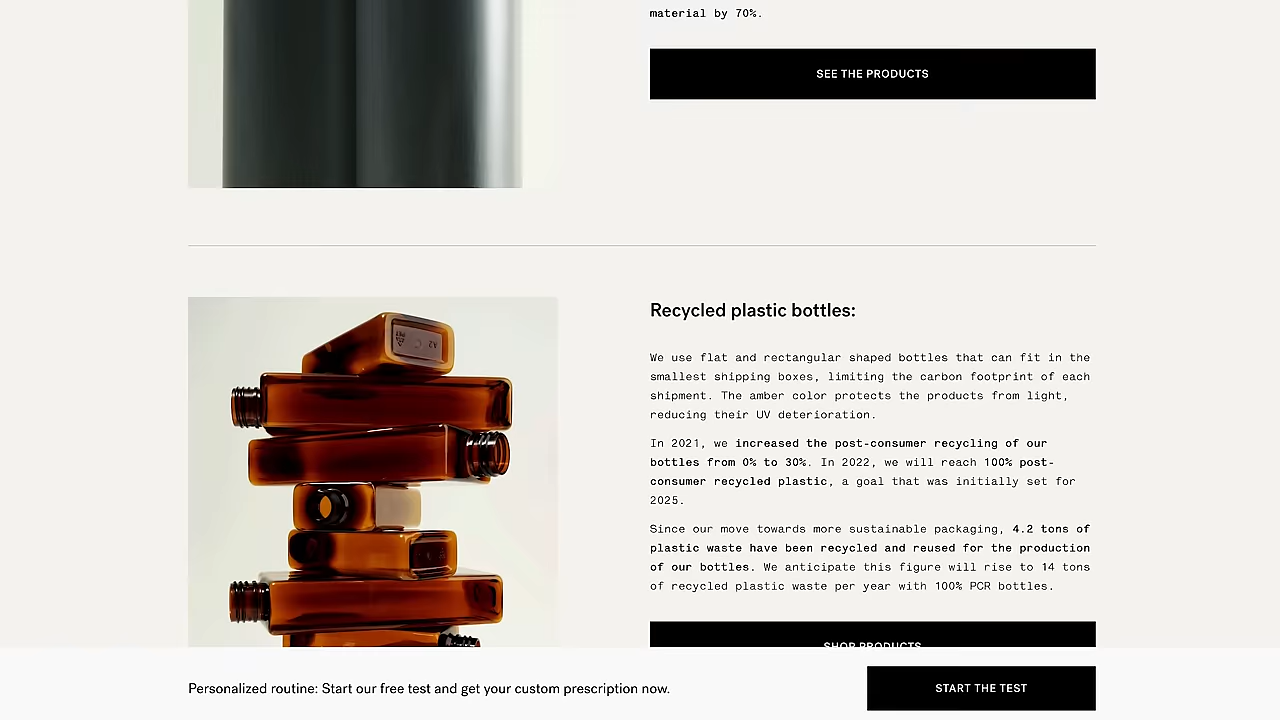 material by 70%.
SEE THE PRODUCTS
Recycled plastic bottles:
We use flat and rectangular shaped bottles that can fit in the
smallest shipping boxes, limiting the carbon footprint of each
shipment. The amber color protects the products from light,
reducing their UV deterioration.
In 2021, we increased the post-consumer recycling of our
bottles from 0% to 30%. In 2022, we will reach 100% post-
consumer recycled plastic, a goal that was initially set for
2025.
Since our move towards more sustainable packaging, 4.2 tons of
plastic waste have been recycled and reused for the production
of our bottles. We anticipate this figure will rise to 14 tons
of recycled plastic waste per year with 100% PCR bottles.
SHOP PRODUCTS
Personalized routine: Start our free test and get your custom prescription now.
START THE TEST